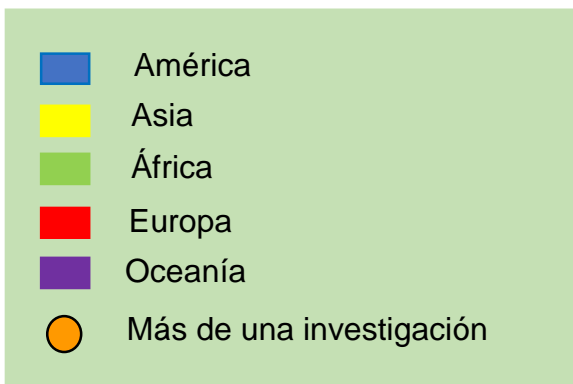 América
Asia
África
Europa
Oceanía
Más de una investigación